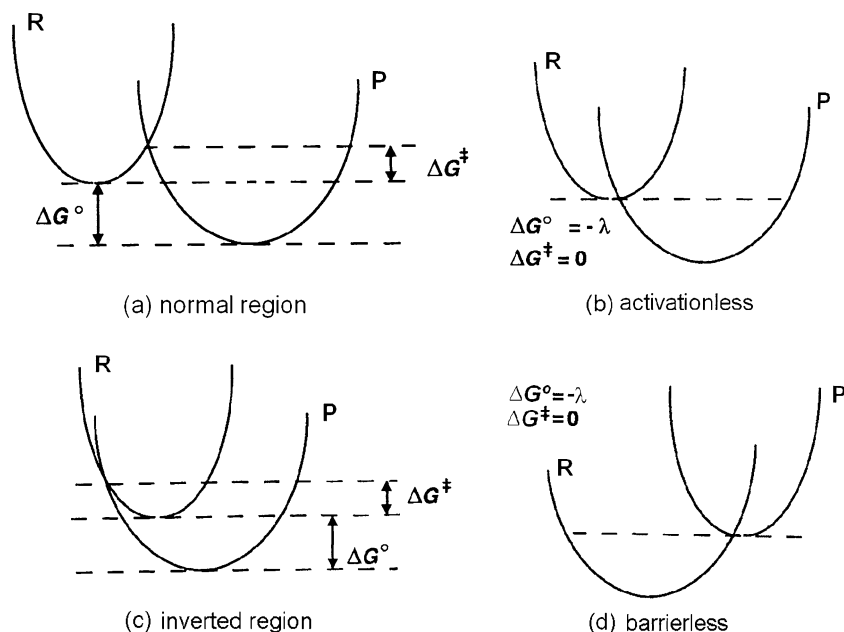 R
P
ΔG‡
ΔG°
(a) normal region
R
P
ΔG° = - λ
ΔG‡ = 0
(b) activationless
R
P
ΔG‡
ΔG°
(c) inverted region
ΔG°=-λ
ΔG‡=0
P
R
(d) barrierless